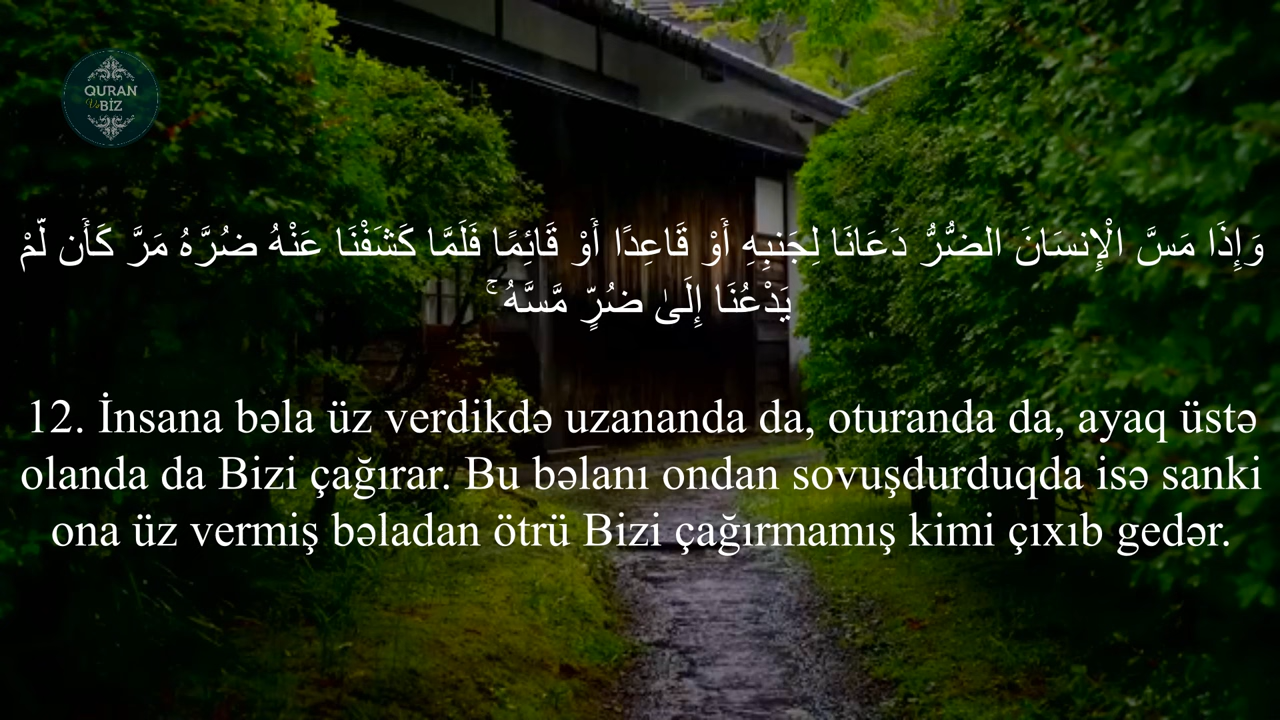 QURAN
Və BİZ
وَإِذَا مَسَّ الْإِنسَانَ الضُّرُّ دَعَانَا لِجَنبِهِ أَوْ قَاعِدًا أَوْ قَائِمًا فَلَمَّا كَشَفْنَا عَنْهُ ضُرَّهُ مَرَّ كَأَن لَّمْ
يَدْعُنَا إِلَىٰ ضُرٍّ مَّسَّهُ ۚ
12. İnsana bəla üz verdikdə uzananda da, oturanda da, ayaq üstə
olanda da Bizi çağırar. Bu bəlanı ondan sovuşdurduqda isə sanki
ona üz vermiş bəladan ötrü Bizi çağırmamış kimi çıxıb gedər.